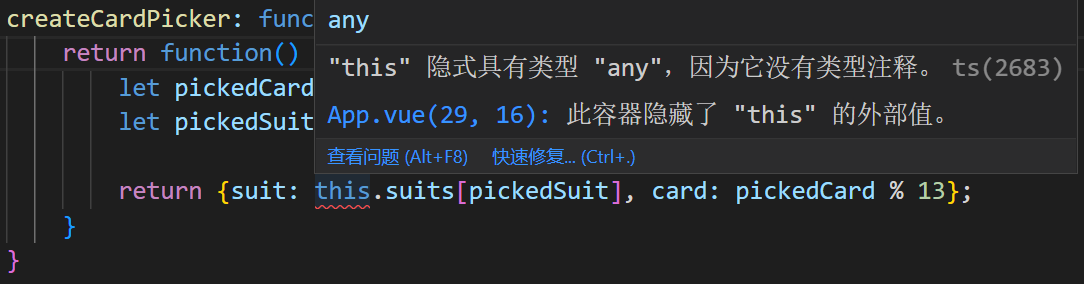 createCardPicker: func
any
return function()
"this" 隐式具有类型 "any"，因为它没有类型注释。 ts(2683)
let pickedCard
App.vue(29, 16): 此容器隐藏了 "this" 的外部值。
let pickedSuit
查看问题 (Alt+F8) 快速修复... (Ctrl+.)
return {suit: this.suits[pickedSuit], card: pickedCard % 13};
}
}